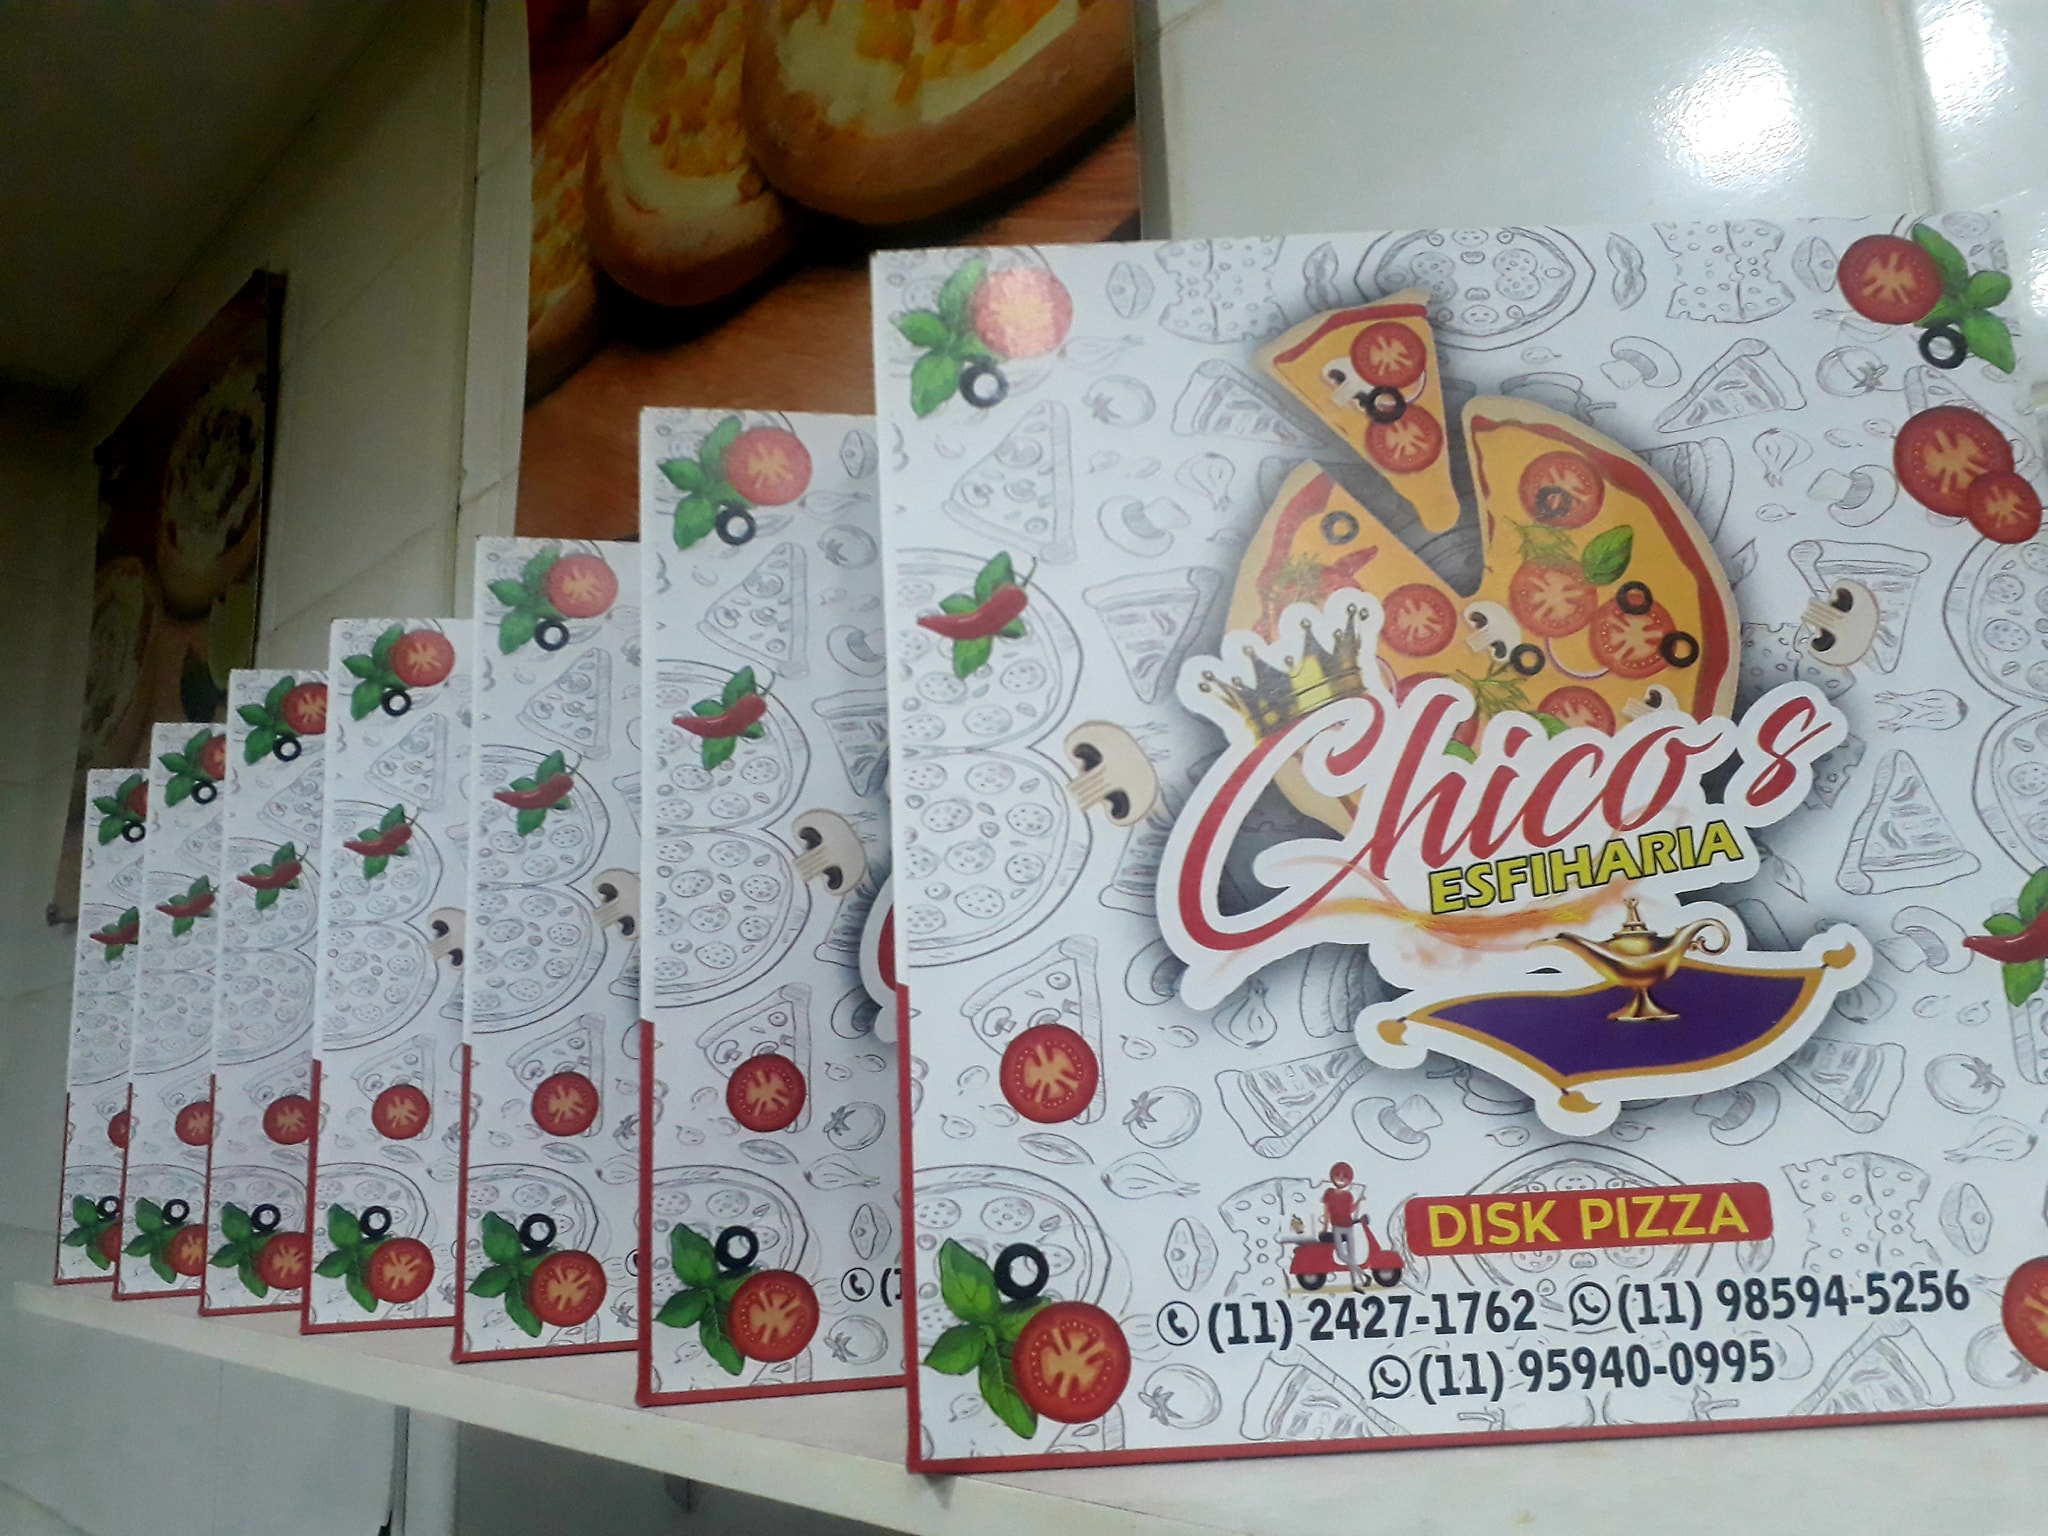 Chico's
ESFIHARIA
DISK PIZZA
(11) 2427-1762 (11) 98594-5256
(11) 95940-0995